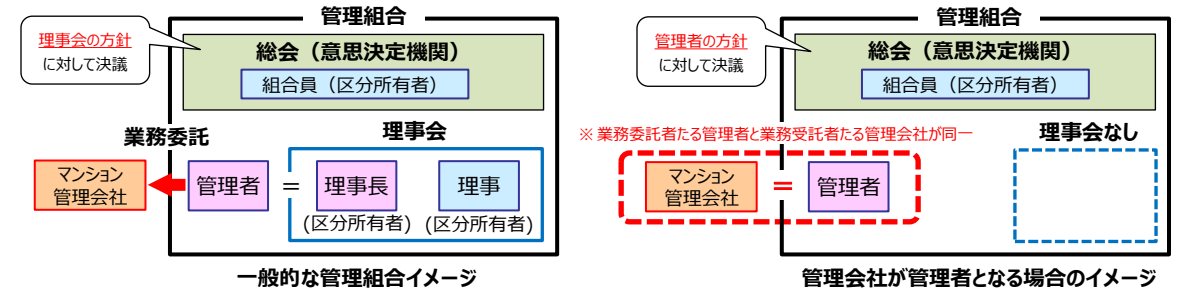 管理組合
理事会の方針
に対して決議
総会（意思決定機関）
組合員（区分所有者）
業務委託
理事会
マンション
管理会社
管理者
＝
理事長
理事
(区分所有者)
(区分所有者)
一般的な管理組合イメージ
管理組合
管理者の方針
に対して決議
総会（意思決定機関）
組合員（区分所有者）
※ 業務委託者たる管理者と業務受託者たる管理会社が同一
理事会なし
マンション
管理会社
＝
管理者
管理会社が管理者となる場合のイメージ